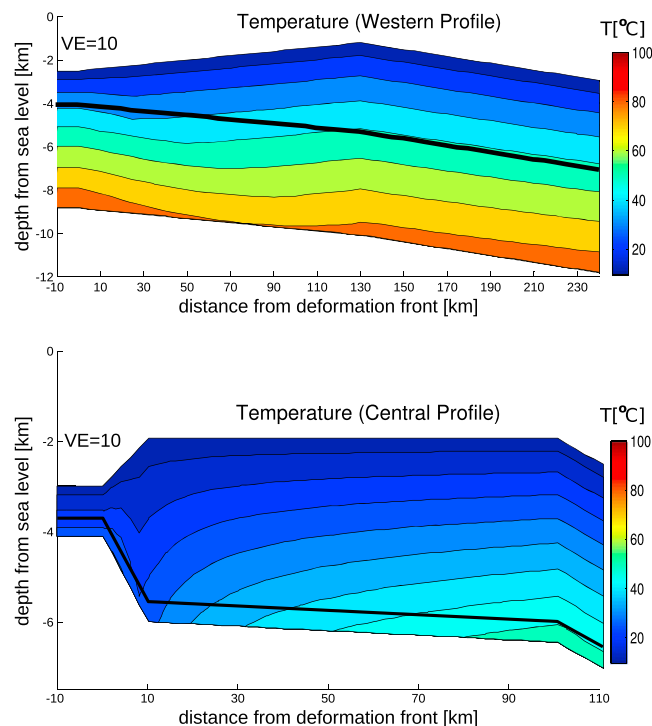 Temperature (Western Profile)
T[°C]
VE=10
depth from sea level [km]
0
-2
-4
-6
-8
-10
-12
-10 10 30 50 70 90 110 130 150 170 190 210 230
distance from deformation front [km]
100
80
60
40
20
Temperature (Central Profile)
T[°C]
VE=10
depth from sea level [km]
0
-2
-4
-6
-10 10 30 50 70 90 110
distance from deformation front [km]
100
80
60
40
20